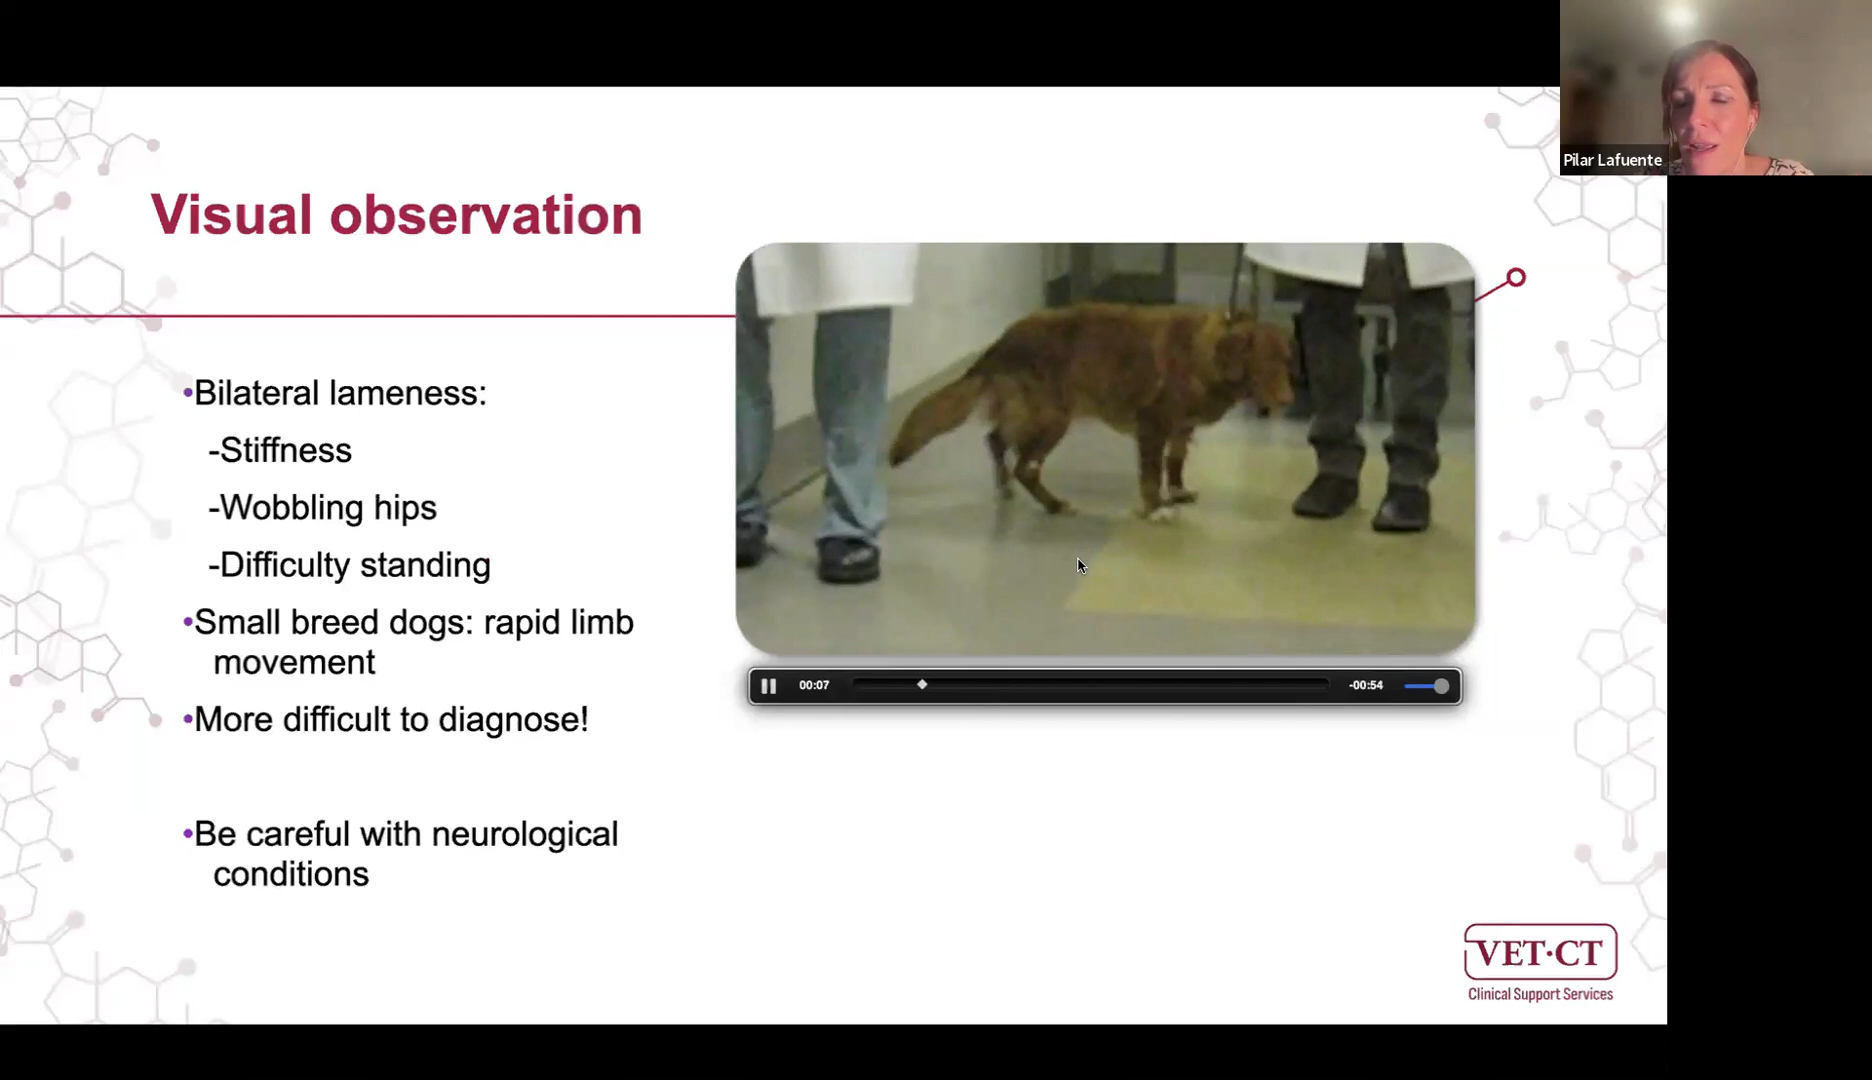 Pilar Lafuente
Visual observation
•Bilateral lameness:
-Stiffness
-Wobbling hips
-Difficulty standing
•Small breed dogs: rapid limb
movement
•More difficult to diagnose!
•Be careful with neurological
conditions
00:07
-00:54
VET·CT
Clinical Support Services